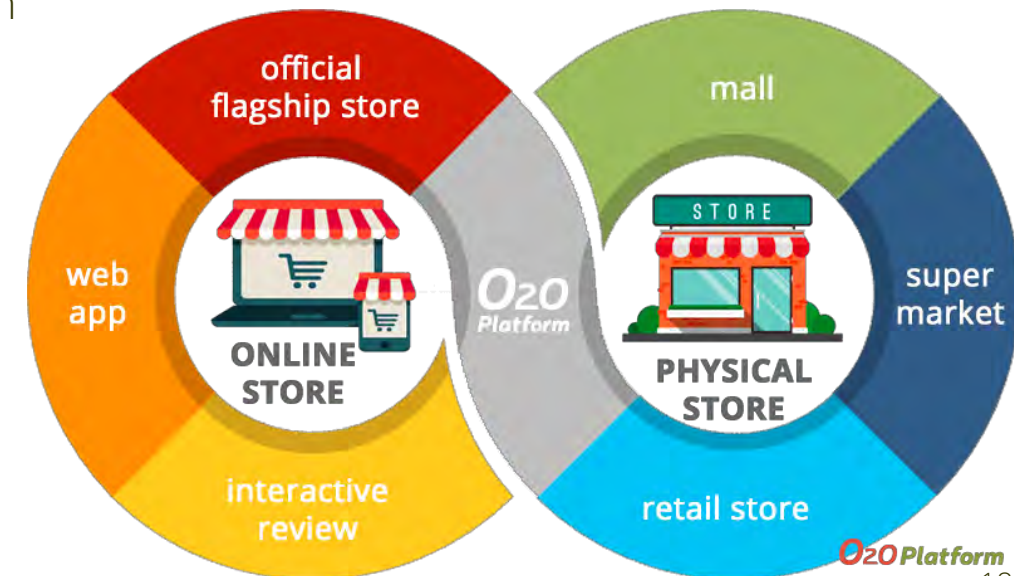 official
flagship store
mall
web
app
super
market
O2O
Platform
STORE
ONLINE
STORE
PHYSICAL
STORE
interactive
review
retail store
O2O Platform